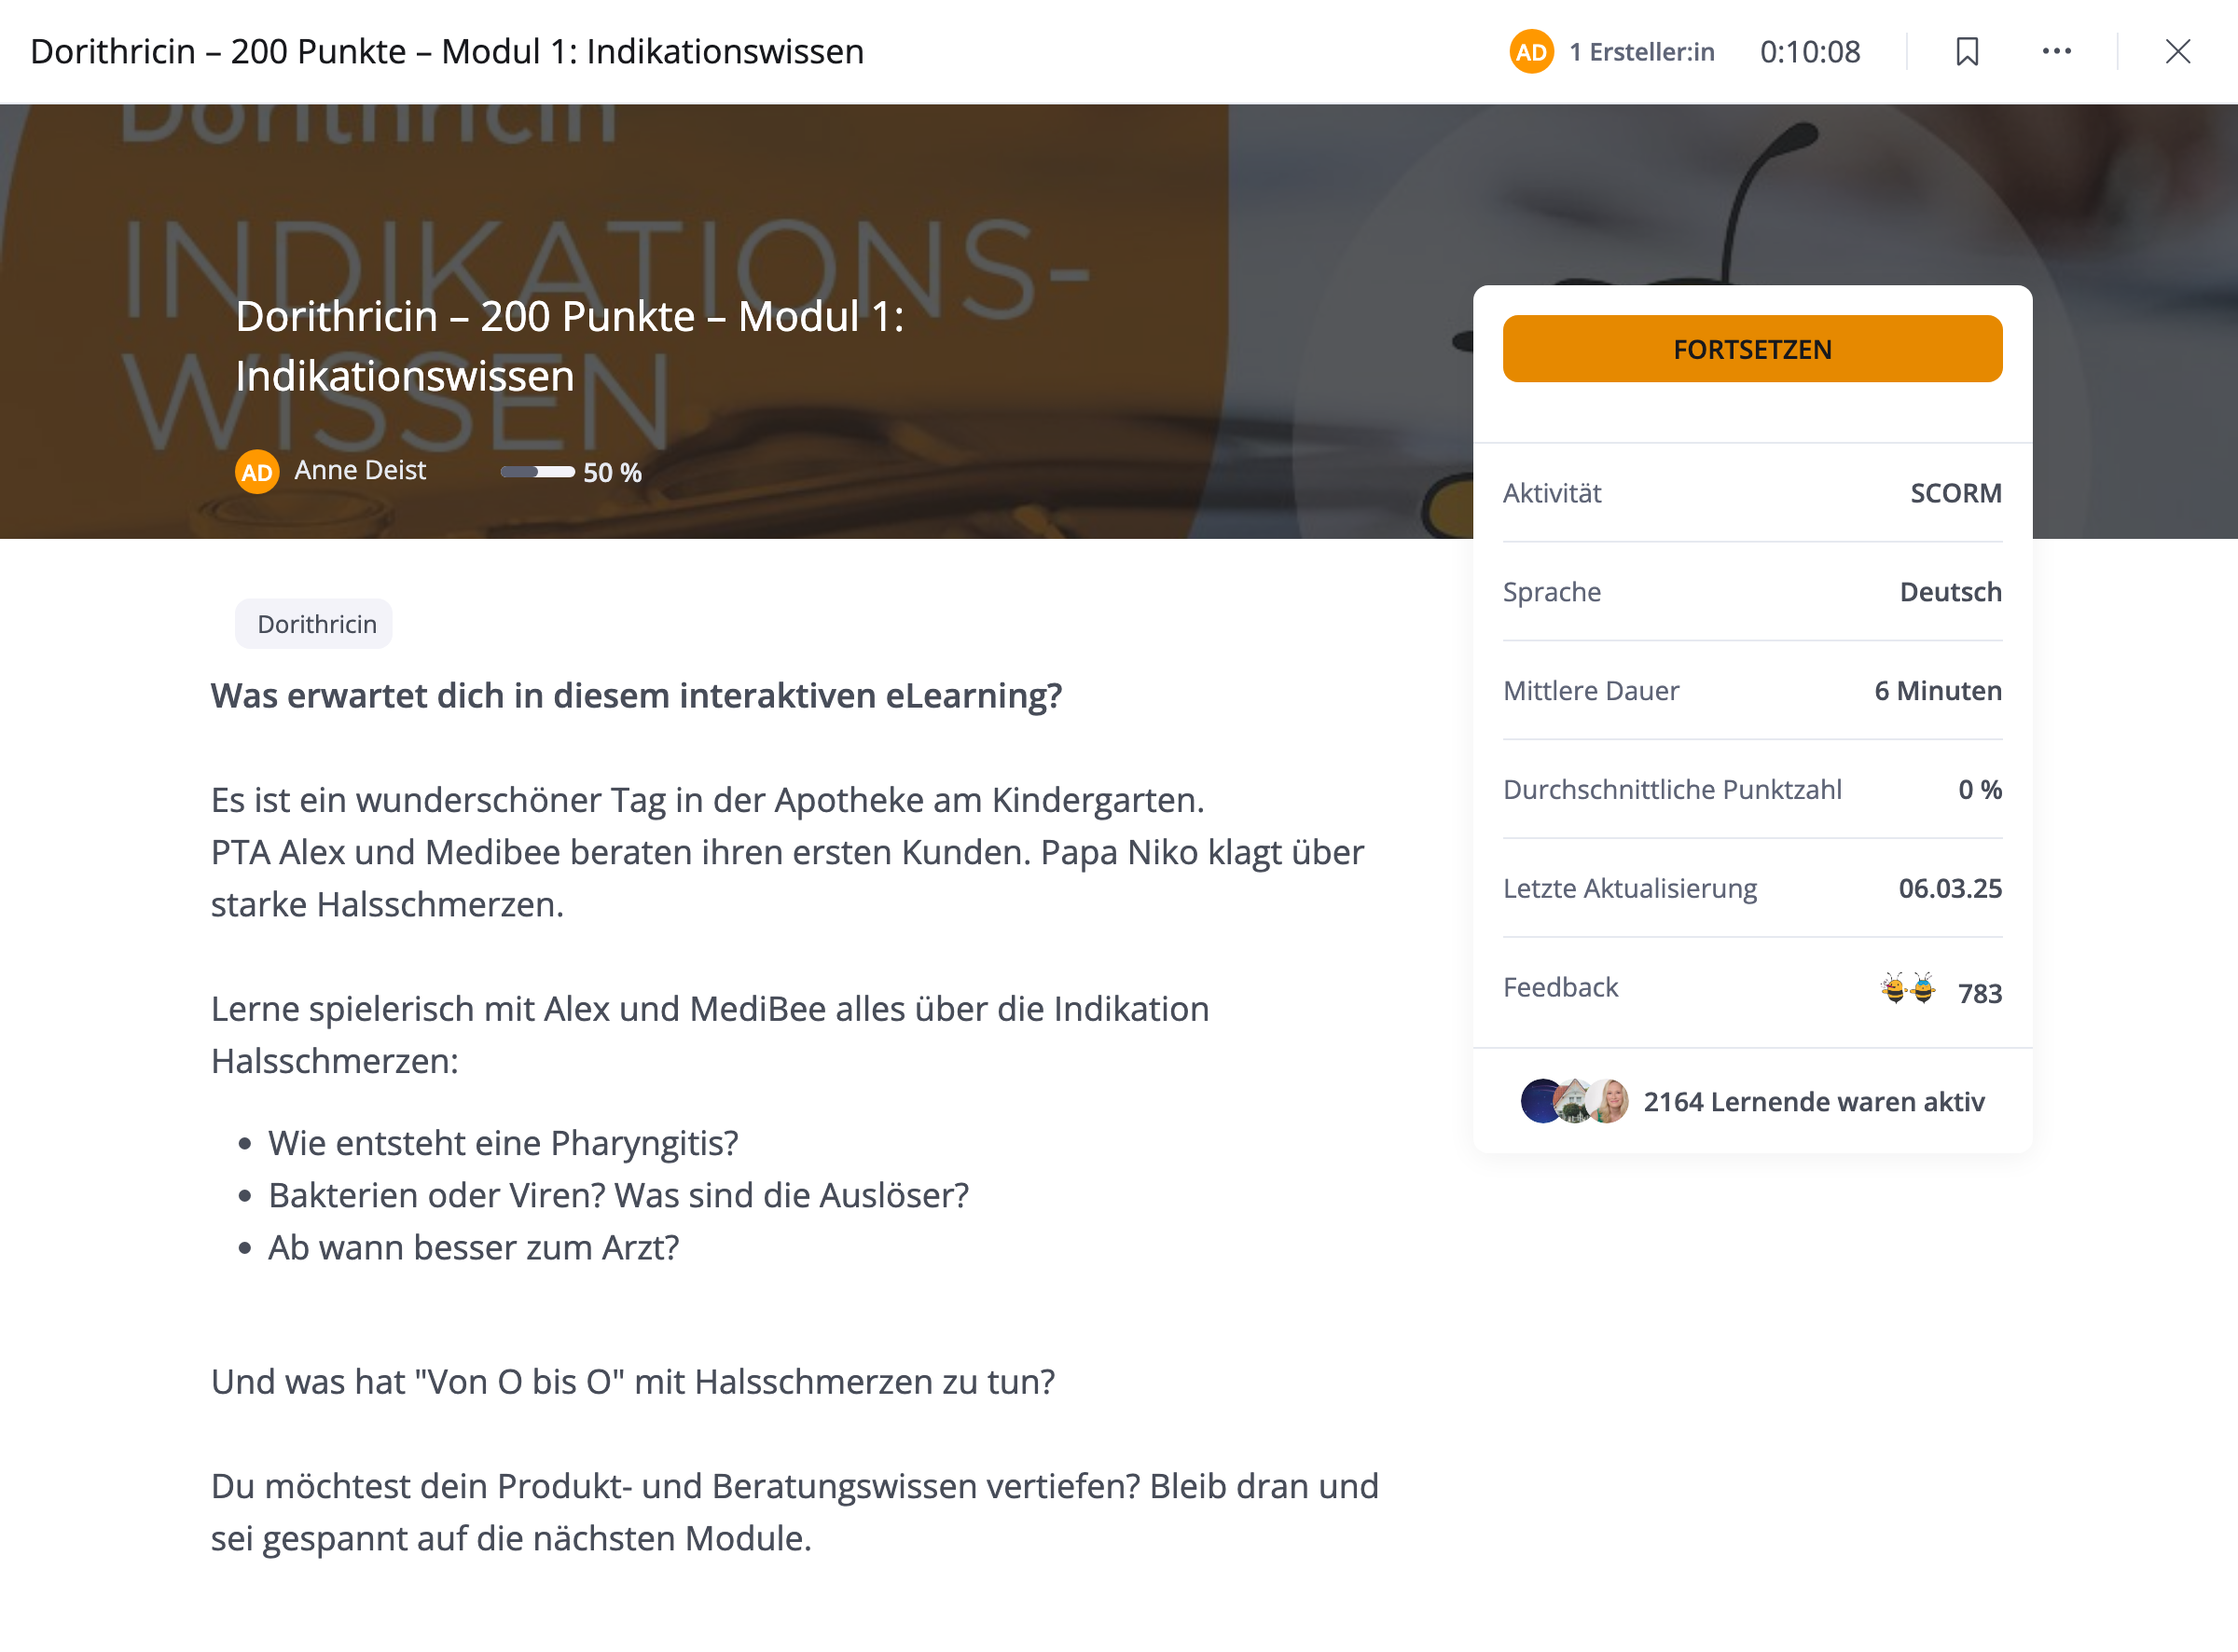 Dorithricin – 200 Punkte – Modul 1: Indikationswissen
AD 1 Ersteller:in 0:10:08
Dorithricin
INDIKATIONS-
WISSEN
Dorithricin – 200 Punkte – Modul 1:
Indikationswissen
AD Anne Deist 50 %
FORTSETZEN
Aktivität SCORM
Sprache Deutsch
Mittlere Dauer 6 Minuten
Durchschnittliche Punktzahl 0 %
Letzte Aktualisierung 06.03.25
Feedback 783
2164 Lernende waren aktiv
Dorithricin
Was erwartet dich in diesem interaktiven eLearning?
Es ist ein wunderschöner Tag in der Apotheke am Kindergarten.
PTA Alex und Medibee beraten ihren ersten Kunden. Papa Niko klagt über
starke Halsschmerzen.
Lerne spielerisch mit Alex und MediBee alles über die Indikation
Halsschmerzen:
• Wie entsteht eine Pharyngitis?
• Bakterien oder Viren? Was sind die Auslöser?
• Ab wann besser zum Arzt?
Und was hat "Von O bis O" mit Halsschmerzen zu tun?
Du möchtest dein Produkt- und Beratungswissen vertiefen? Bleib dran und
sei gespannt auf die nächsten Module.